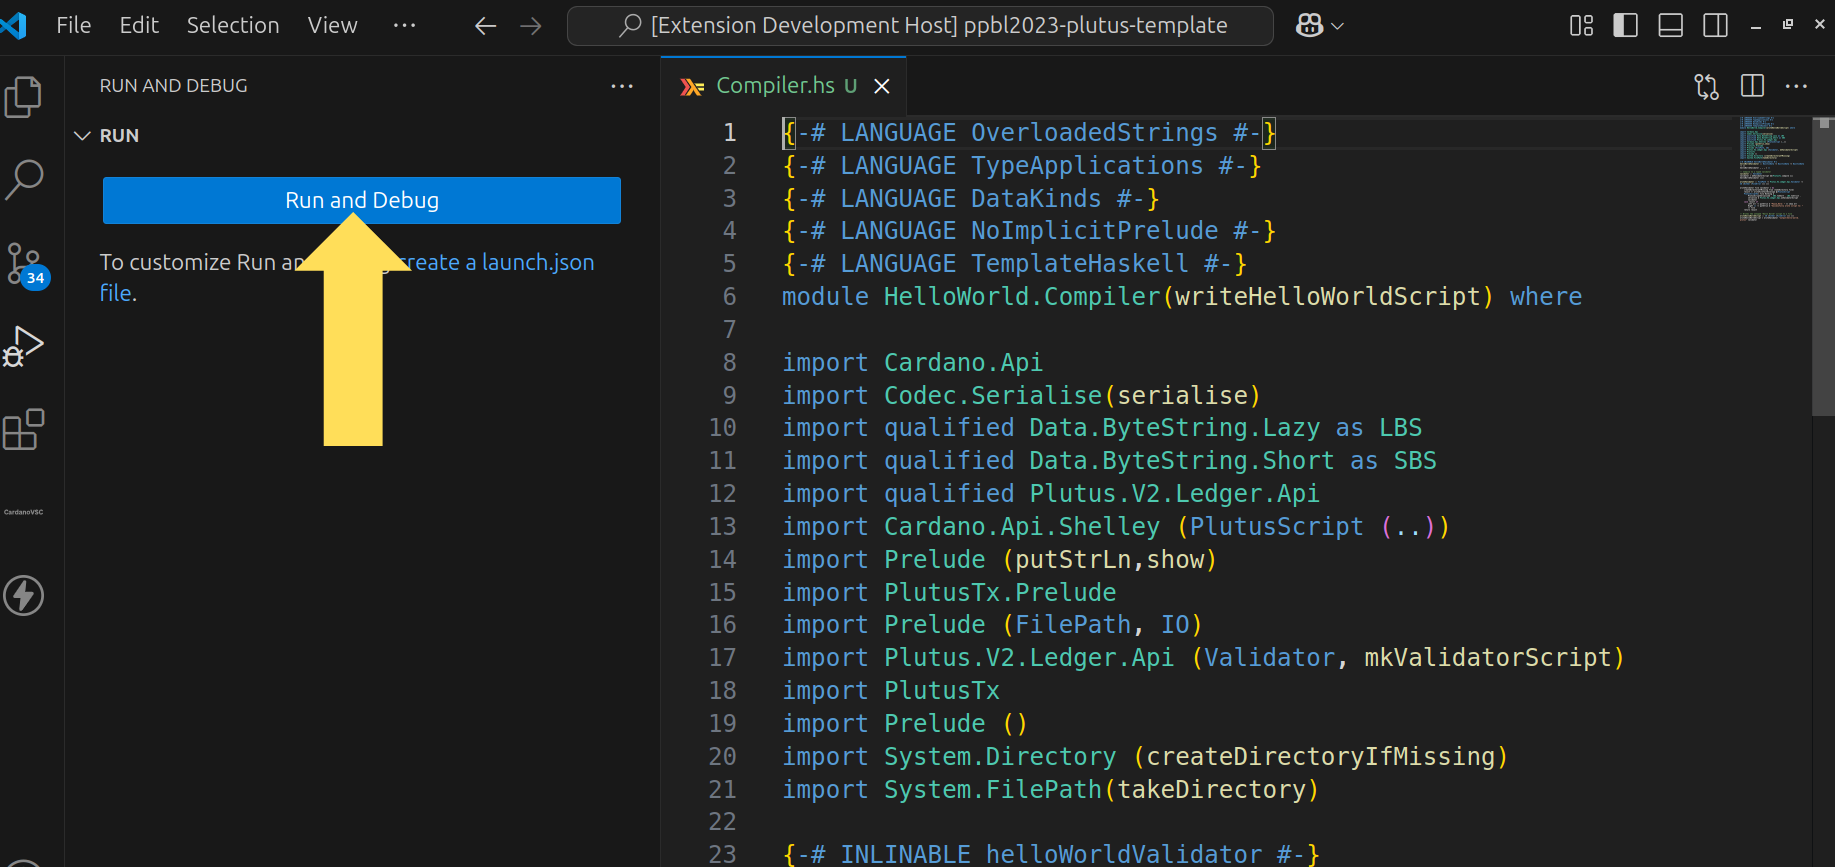 File Edit Selection View ··· [Extension Development Host] ppbl2023-plutus-template
RUN AND DEBUG ···
RUN
Run and Debug
To customize Run an create a launch.json
file.
34
CardanoVSC
Compiler.hs U
1 {-# LANGUAGE OverloadedStrings #-}
2 {-# LANGUAGE TypeApplications #-}
3 {-# LANGUAGE DataKinds #-}
4 {-# LANGUAGE NoImplicitPrelude #-}
5 {-# LANGUAGE TemplateHaskell #-}
6 module HelloWorld.Compiler(writeHelloWorldScript) where
7
8 import Cardano.Api
9 import Codec.Serialise(serialise)
10 import qualified Data.ByteString.Lazy as LBS
11 import qualified Data.ByteString.Short as SBS
12 import qualified Plutus.V2.Ledger.Api
13 import Cardano.Api.Shelley (PlutusScript (..))
14 import Prelude (putStrLn,show)
15 import PlutusTx.Prelude
16 import Prelude (FilePath, IO)
17 import Plutus.V2.Ledger.Api (Validator, mkValidatorScript)
18 import PlutusTx
19 import Prelude ()
20 import System.Directory (createDirectoryIfMissing)
21 import System.FilePath(takeDirectory)
22
23 {-# INLINABLE helloWorldValidator #-}